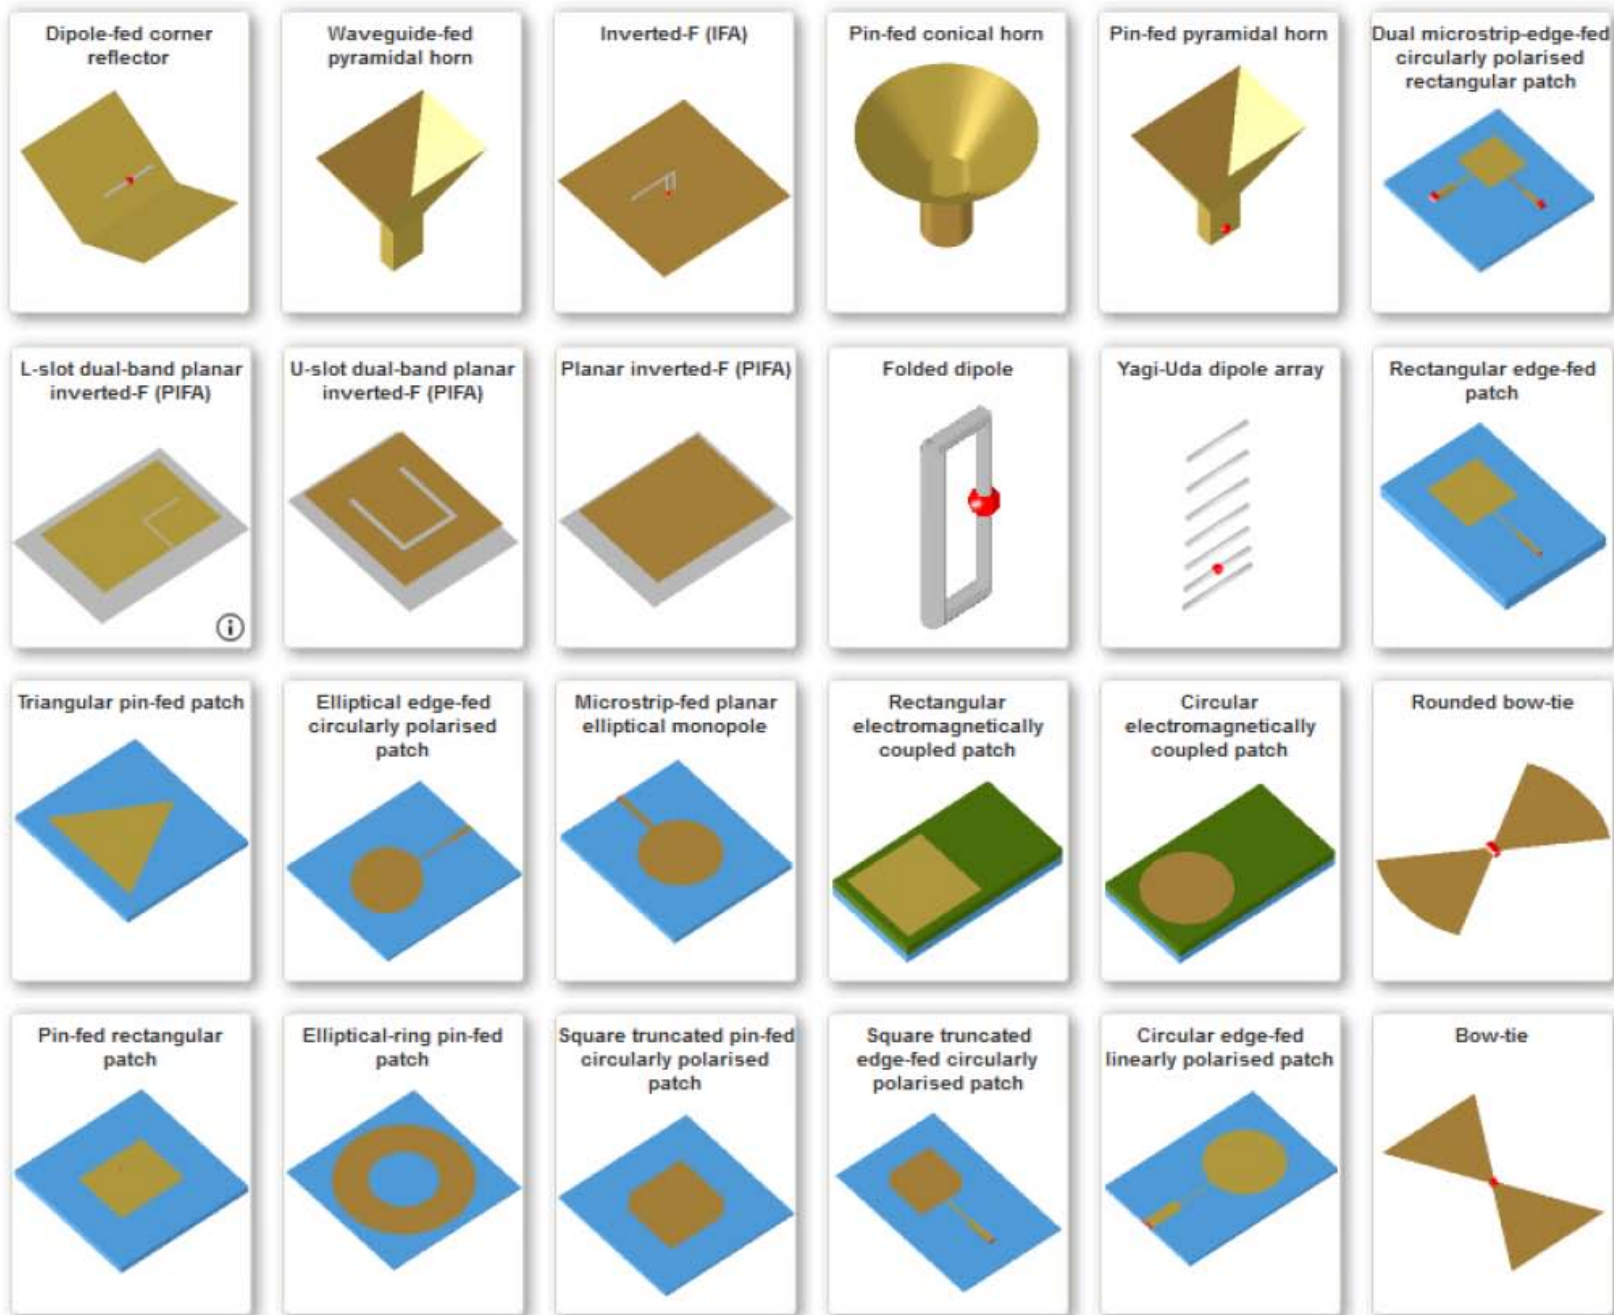 Dipole-fed corner
reflector
Waveguide-fed
pyramidal horn
Inverted-F (IFA)
Pin-fed conical horn
Pin-fed pyramidal horn
Dual microstrip-edge-fed
circularly polarised
rectangular patch
L-slot dual-band planar
inverted-F (PIFA)
U-slot dual-band planar
inverted-F (PIFA)
Planar inverted-F (PIFA)
Folded dipole
Yagi-Uda dipole array
Rectangular edge-fed
patch
Triangular pin-fed patch
Elliptical edge-fed
circularly polarised
patch
Microstrip-fed planar
elliptical monopole
Rectangular
electromagnetically
coupled patch
Circular
electromagnetically
coupled patch
Rounded bow-tie
Pin-fed rectangular
patch
Elliptical-ring pin-fed
patch
Square truncated pin-fed
circularly polarised
patch
Square truncated
edge-fed circularly
polarised patch
Circular edge-fed
linearly polarised patch
Bow-tie